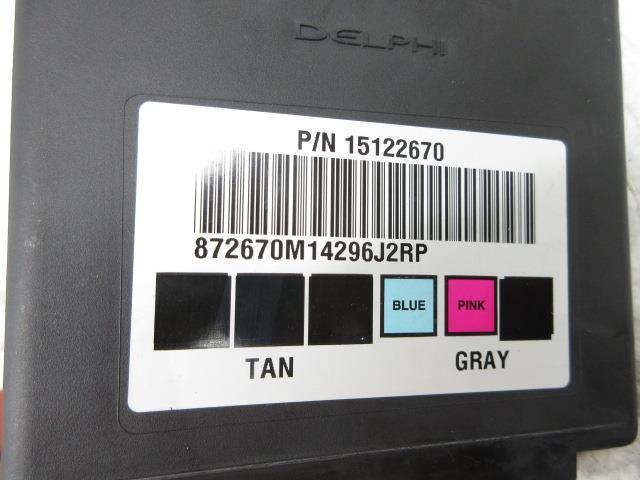 DELPHI
P/N 15122670
872670M14296J2RP
BLUE PINK
TAN GRAY